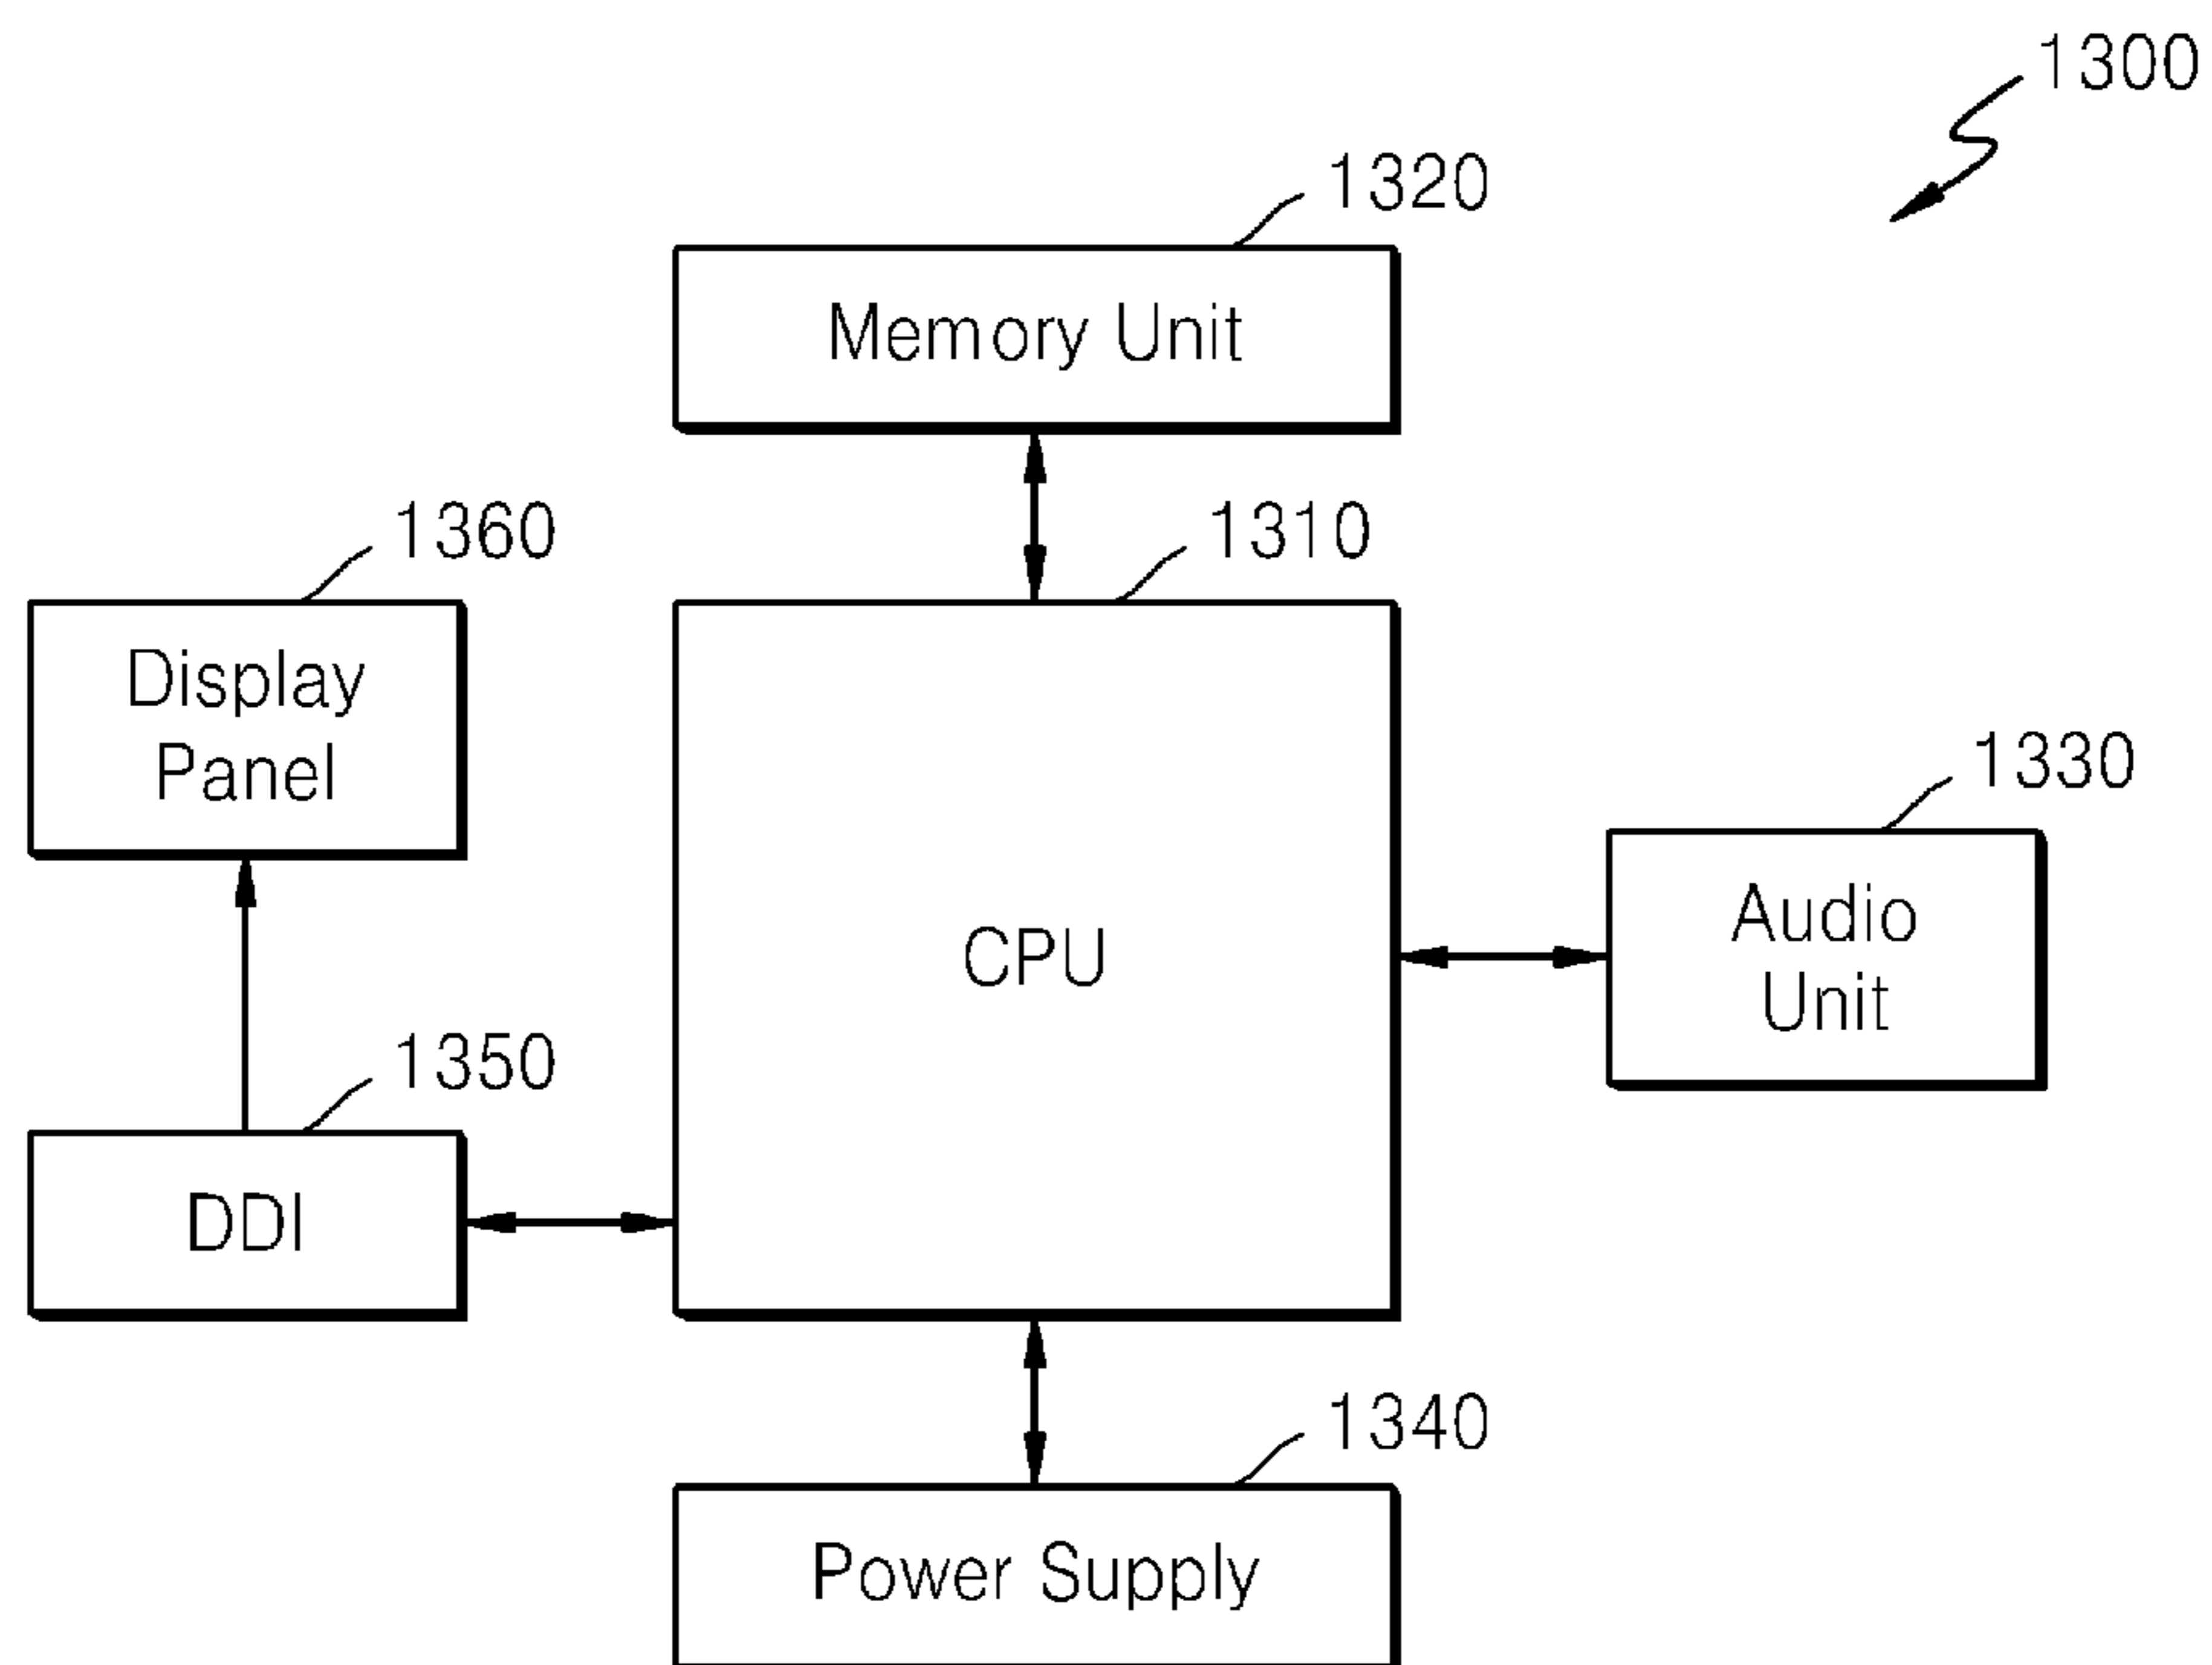 1300
1320
Memory Unit
1360
1310
Display
Panel
1330
CPU
Audio
Unit
1350
DDI
1340
Power Supply